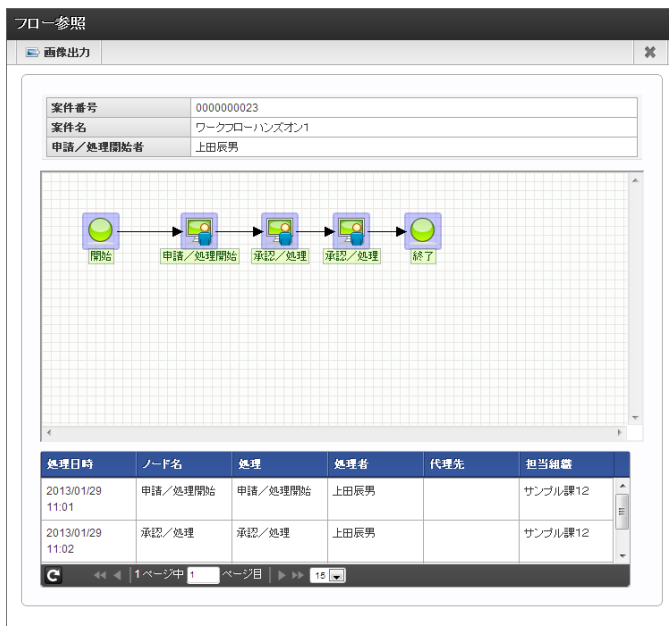 フロー参照
画像出力
案件番号 0000000023
案件名 ワークフローハンズオン1
申請／処理開始者 上田辰男
開始 申請／処理開始 承認／処理 承認／処理 終了
処理日時 ノード名 処理 処理者 代理先 担当組織
2013/01/29 11:01 申請／処理開始 申請／処理開始 上田辰男 サンプル課12
2013/01/29 11:02 承認／処理 承認／処理 上田辰男 サンプル課12
1ページ中 1 ページ目 15